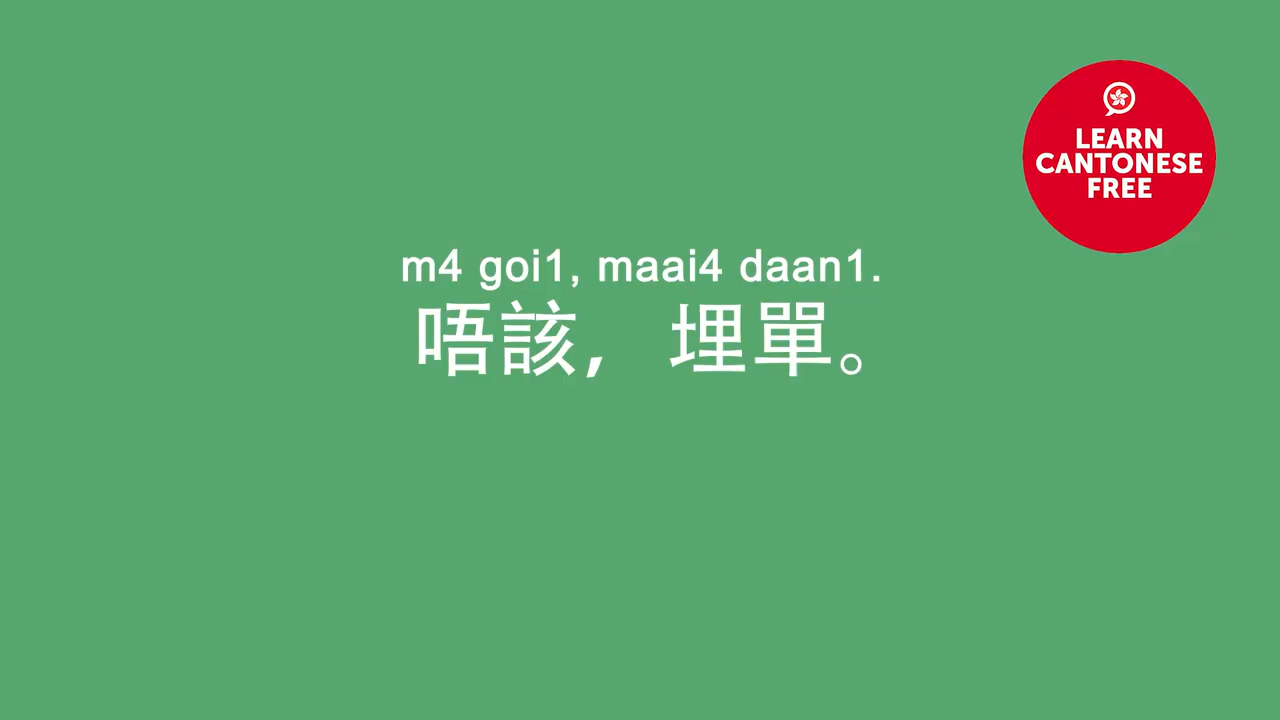 LEARN
CANTONESE
FREE
m4 goi1, maai4 daan1.
唔該，埋單。